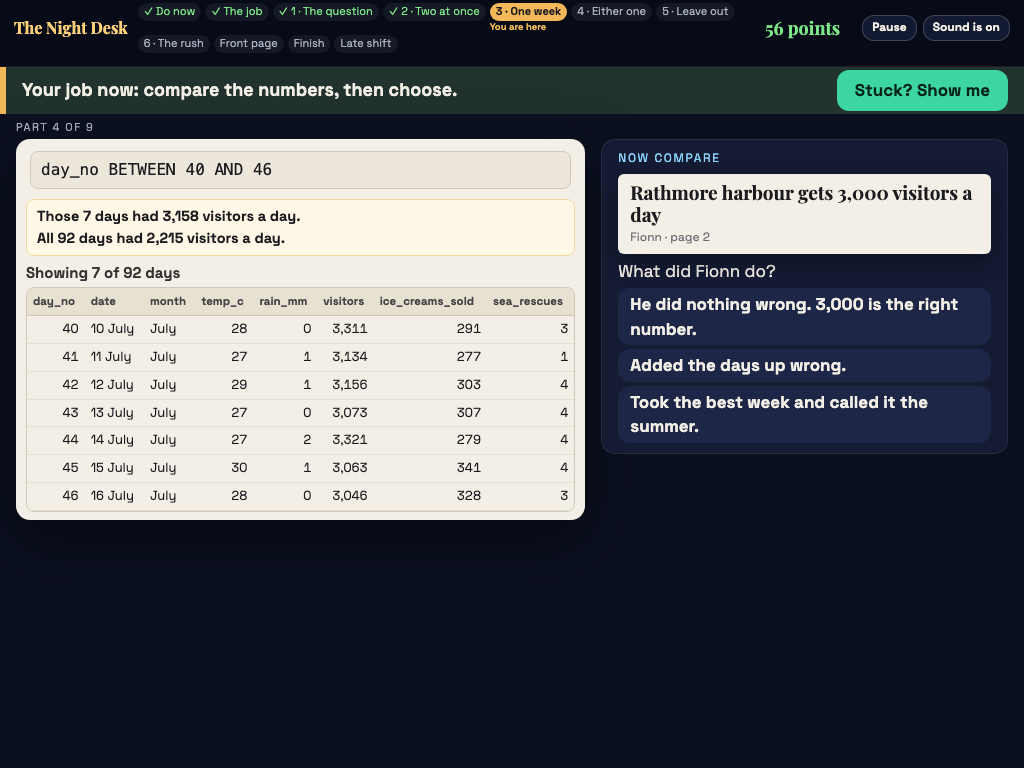 The Night Desk
✓ Do now
✓ The job
✓ 1 · The question
✓ 2 · Two at once
3 · One week
You are here
4 · Either one
5 · Leave out
6 · The rush
Front page
Finish
Late shift
56 points
Pause
Sound is on
Your job now: compare the numbers, then choose.
Stuck? Show me
PART 4 OF 9
day_no BETWEEN 40 AND 46
Those 7 days had 3,158 visitors a day.
All 92 days had 2,215 visitors a day.
Showing 7 of 92 days
day_no date month temp_c rain_mm visitors ice_creams_sold sea_rescues
40 10 July July 28 0 3,311 291 3
41 11 July July 27 1 3,134 277 1
42 12 July July 29 1 3,156 303 4
43 13 July July 27 0 3,073 307 4
44 14 July July 27 2 3,321 279 4
45 15 July July 30 1 3,063 341 4
46 16 July July 28 0 3,046 328 3
NOW COMPARE
Rathmore harbour gets 3,000 visitors a
day
Fionn · page 2
What did Fionn do?
He did nothing wrong. 3,000 is the right
number.
Added the days up wrong.
Took the best week and called it the
summer.